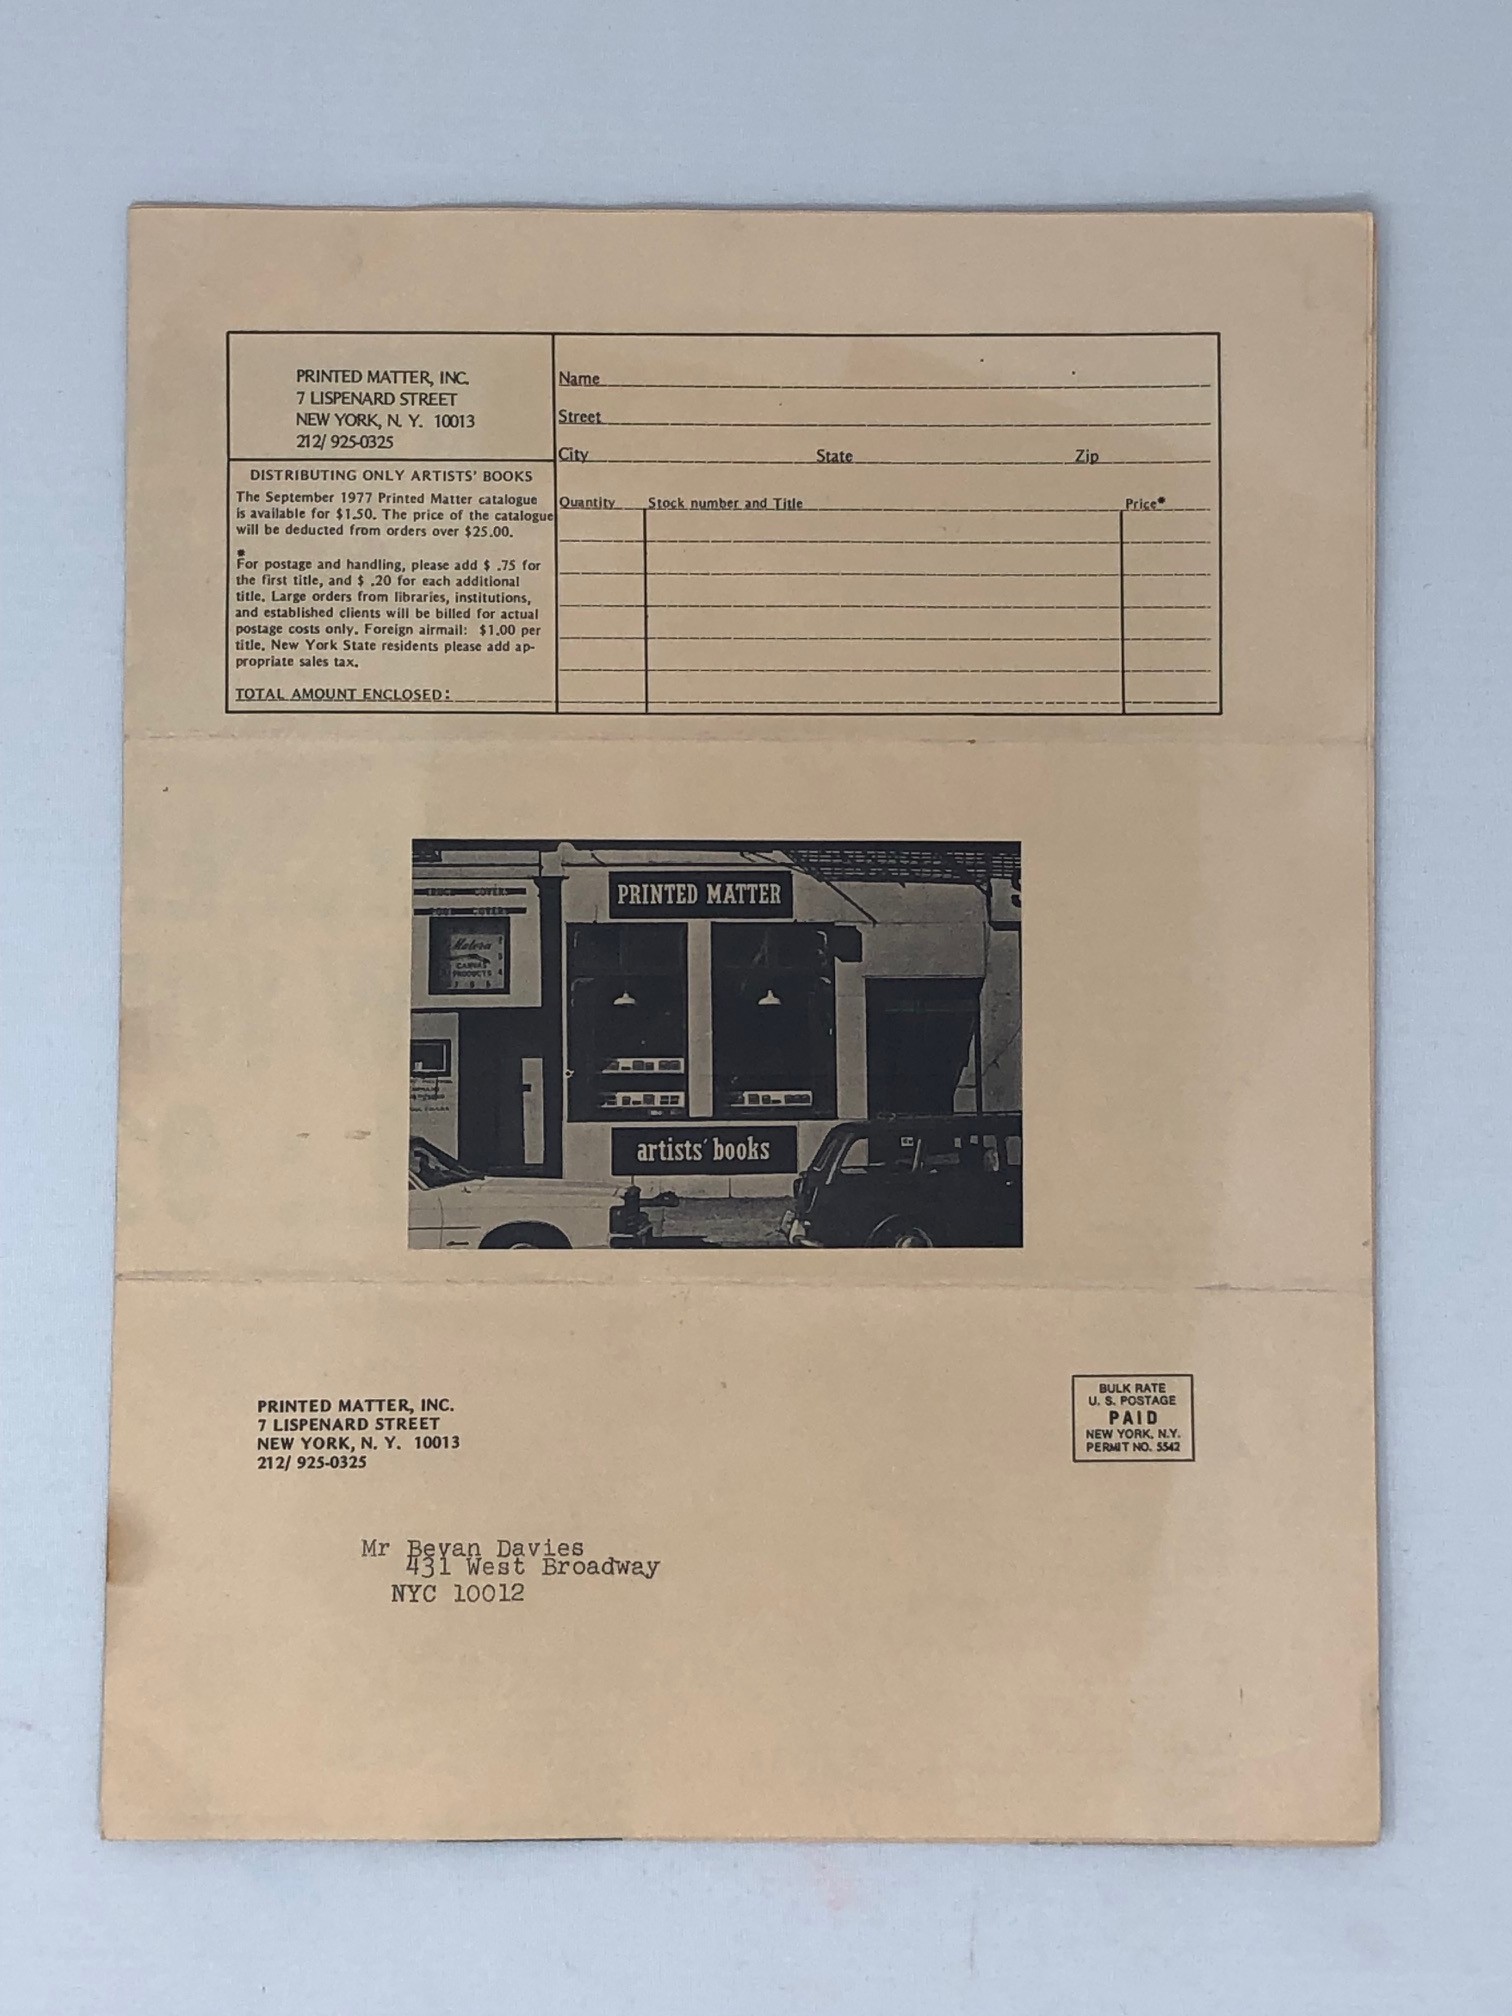 PRINTED MATTER, INC.
7 LISPENARD STREET
NEW YORK, N. Y. 10013
212/ 925-0325
DISTRIBUTING ONLY ARTISTS' BOOKS
The September 1977 Printed Matter catalogue
is available for $1.50. The price of the catalogue
will be deducted from orders over $25.00.
*
For postage and handling, please add $ .75 for
the first title, and $ .20 for each additional
title. Large orders from libraries, institutions,
and established clients will be billed for actual
postage costs only. Foreign airmail: $1.00 per
title. New York State residents please add ap-
propriate sales tax.
TOTAL AMOUNT ENCLOSED:
Name
Street
City State Zip
Quantity Stock number and Title Price*
PRINTED MATTER
COVERS
COVERS
Matera
CANVAS
PRODUCTS
artists' books
PRINTED MATTER, INC.
7 LISPENARD STREET
NEW YORK, N. Y. 10013
212/ 925-0325
BULK RATE
U. S. POSTAGE
PAID
NEW YORK, N.Y.
PERMIT NO. 5542
Mr Bevan Davies
431 West Broadway
NYC 10012